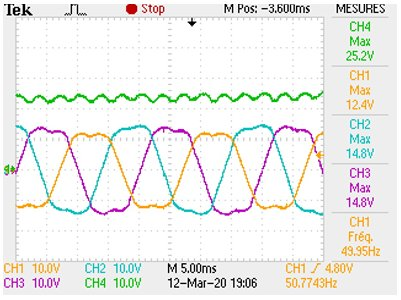 Tek Stop M Pos: -3.600ms MESURES
CH4
Max
25.2V
CH1
Max
12.4V
CH2
Max
14.8V
CH3
Max
14.8V
CH1
Fréq.
49.95Hz
CH1 10.0V CH2 10.0V M 5.00ms CH1 / 4.80V
CH3 10.0V CH4 10.0V 12-Mar-20 19:06 50.7743Hz